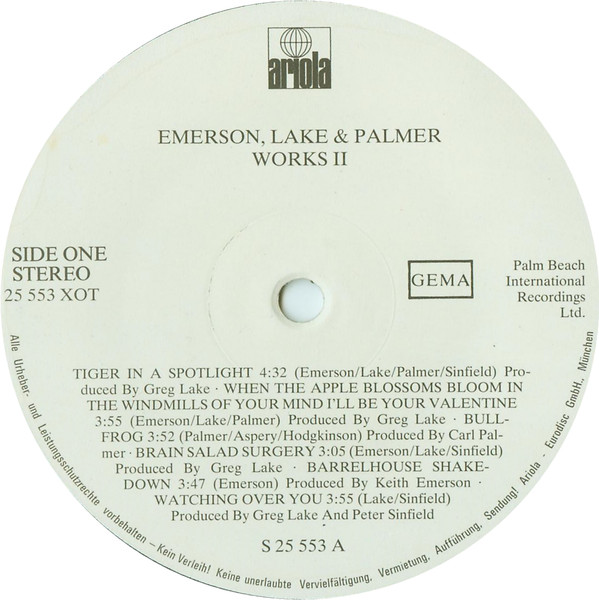 ariola
EMERSON, LAKE & PALMER
WORKS II
SIDE ONE
STEREO
25 553 XOT
GEMA
Palm Beach
International
Recordings
Ltd.
TIGER IN A SPOTLIGHT 4:32 (Emerson/Lake/Palmer/Sinfield) Pro-
duced By Greg Lake · WHEN THE APPLE BLOSSOMS BLOOM IN
THE WINDMILLS OF YOUR MIND I'LL BE YOUR VALENTINE
3:55 (Emerson/Lake/Palmer) Produced By Greg Lake · BULL-
FROG 3:52 (Palmer/Aspery/Hodgkinson) Produced By Carl Pal-
mer · BRAIN SALAD SURGERY 3:05 (Emerson/Lake/Sinfield)
Produced By Greg Lake · BARRELHOUSE SHAKE-
DOWN 3:47 (Emerson) Produced By Keith Emerson ·
WATCHING OVER YOU 3:55 (Lake/Sinfield)
Produced By Greg Lake And Peter Sinfield
S 25 553 A
Alle Urheber- und Leistungsschutzrechte vorbehalten – Kein Verleih! Keine unerlaubte Vervielfältigung, Vermietung, Aufführung, Sendung! Ariola - Eurodisc GmbH., München